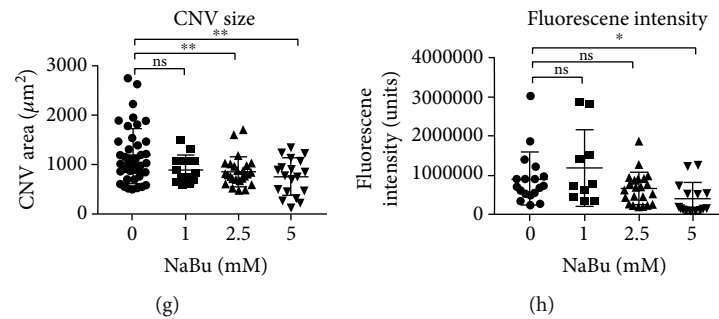 CNV size
**
**
ns
CNV area (μm²)
3000
2000
1000
0
0 1 2.5 5
NaBu (mM)
(g)
Fluorescene intensity
*
ns
ns
Fluorescene
intensity (units)
4000000
3000000
2000000
1000000
0
0 1 2.5 5
NaBu (mM)
(h)